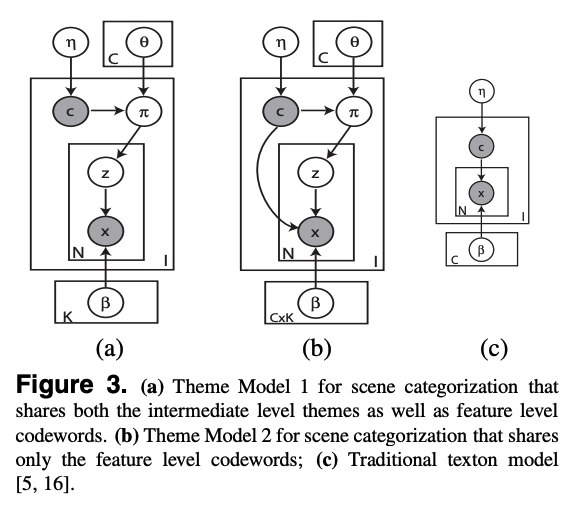 η
θ
C
c
π
z
x
N
I
β
K
(a)
η
θ
C
c
π
z
x
N
I
β
CxK
(b)
η
c
x
N
I
β
C
(c)
Figure 3. (a) Theme Model 1 for scene categorization that
shares both the intermediate level themes as well as feature level
codewords. (b) Theme Model 2 for scene categorization that shares
only the feature level codewords; (c) Traditional texton model
[5, 16].